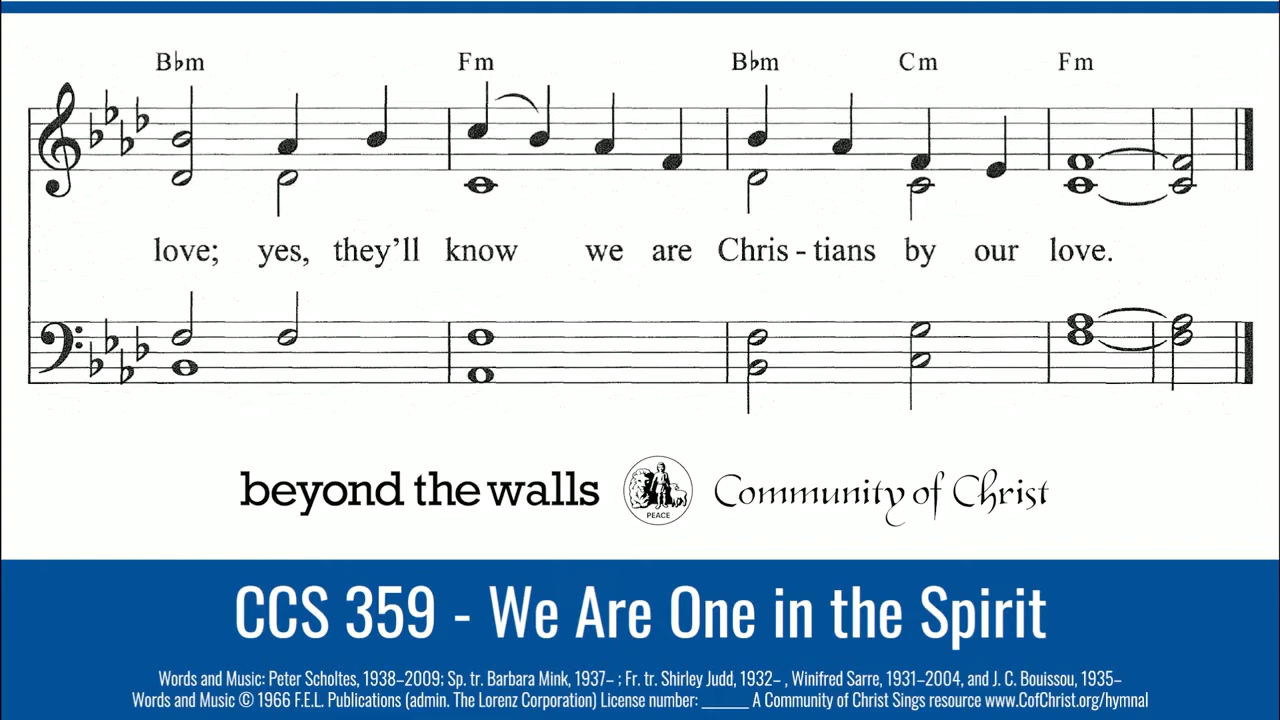 B♭m Fm B♭m Cm Fm
love; yes, they’ll know we are Chris - tians by our love.
beyond the walls PEACE Community of Christ
CCS 359 - We Are One in the Spirit
Words and Music: Peter Scholtes, 1938–2009; Sp. tr. Barbara Mink, 1937– ; Fr. tr. Shirley Judd, 1932– , Winifred Sarre, 1931–2004, and J. C. Bouissou, 1935–
Words and Music © 1966 F.E.L. Publications (admin. The Lorenz Corporation) License number: ______ A Community of Christ Sings resource www.CofChrist.org/hymnal